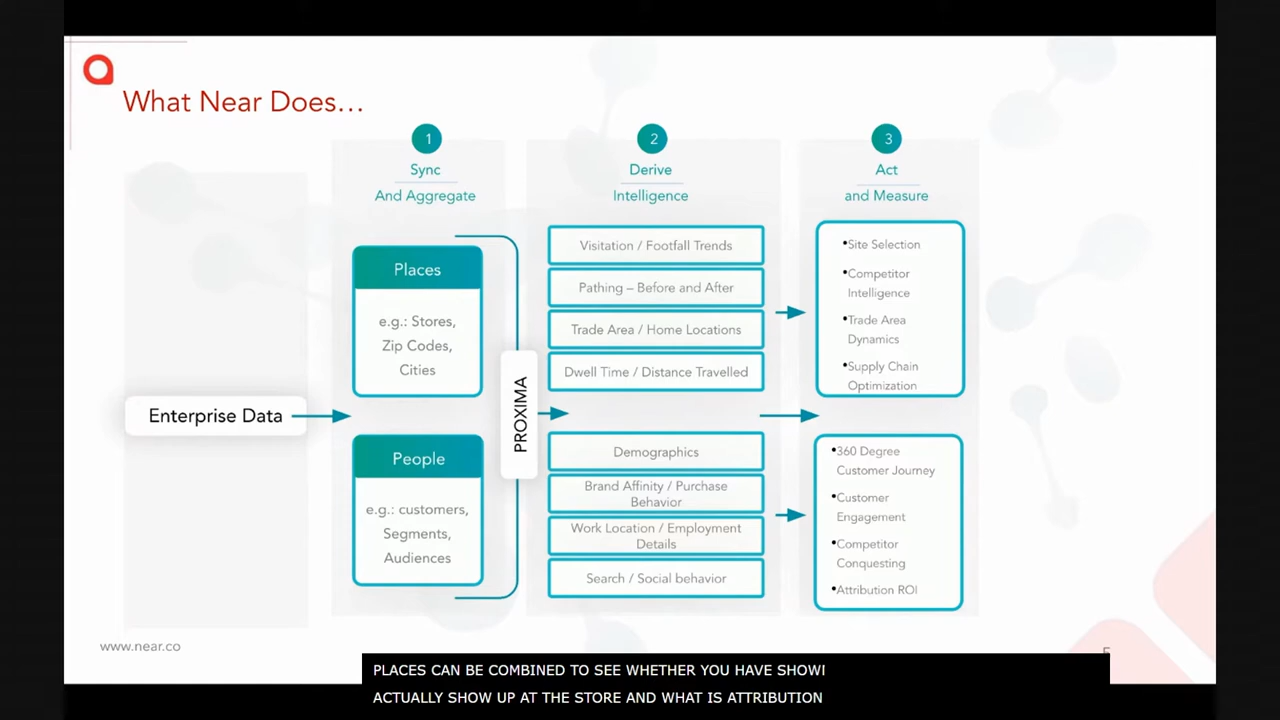 What Near Does...
1
Sync
And Aggregate
2
Derive
Intelligence
3
Act
and Measure
Enterprise Data
Places
e.g.: Stores,
Zip Codes,
Cities
People
e.g.: customers,
Segments,
Audiences
PROXIMA
Visitation / Footfall Trends
Pathing – Before and After
Trade Area / Home Locations
Dwell Time / Distance Travelled
Demographics
Brand Affinity / Purchase
Behavior
Work Location / Employment
Details
Search / Social behavior
•Site Selection
•Competitor
Intelligence
•Trade Area
Dynamics
•Supply Chain
Optimization
•360 Degree
Customer Journey
•Customer
Engagement
•Competitor
Conquesting
•Attribution ROI
www.near.co
PLACES CAN BE COMBINED TO SEE WHETHER YOU HAVE
ACTUALLY SHOW UP AT THE STORE AND WHAT IS ATTRIBUTION